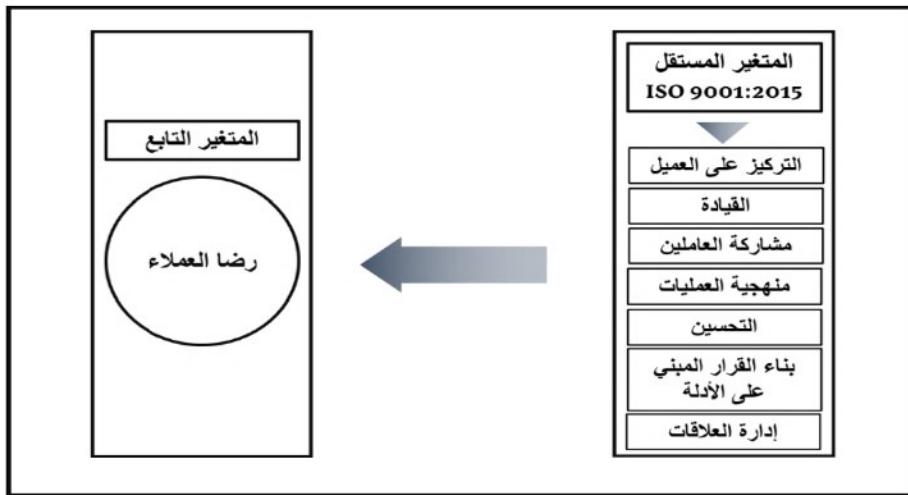 المتغير المستقل
ISO 9001:2015
التركيز على العميل
القيادة
مشاركة العاملين
منهجية العمليات
التحسين
بناء القرار المبني
على الأدلة
إدارة العلاقات
المتغير التابع
رضا العملاء